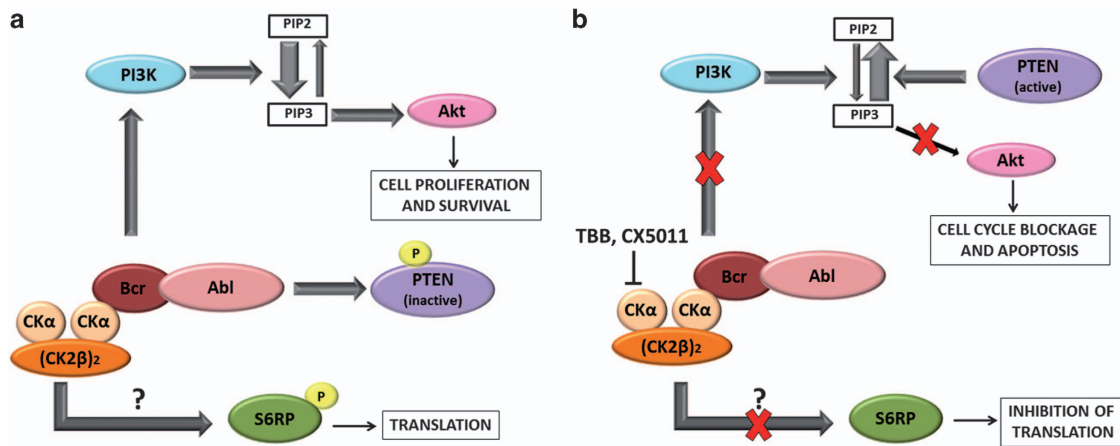 a
PIP2
PI3K
PIP3
Akt
CELL PROLIFERATION
AND SURVIVAL
P
Bcr
Abl
PTEN
(inactive)
CKα
CKα
(CK2β)₂
?
P
S6RP
TRANSLATION
b
PIP2
PI3K
PTEN
(active)
PIP3
Akt
TBB, CX5011
CELL CYCLE BLOCKAGE
AND APOPTOSIS
Bcr
Abl
CKα
CKα
(CK2β)₂
?
S6RP
INHIBITION OF
TRANSLATION